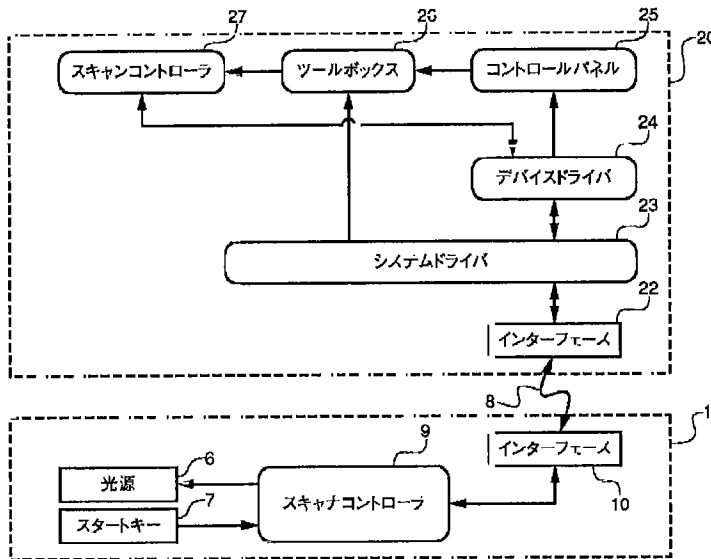 27
26
25
20
スキャンコントローラ
ツールボックス
コントロールパネル
24
デバイスドライバ
23
システムドライバ
22
インターフェース
8
1
9
インターフェース
6
光源
7
スキャナコントローラ
10
スタートキー